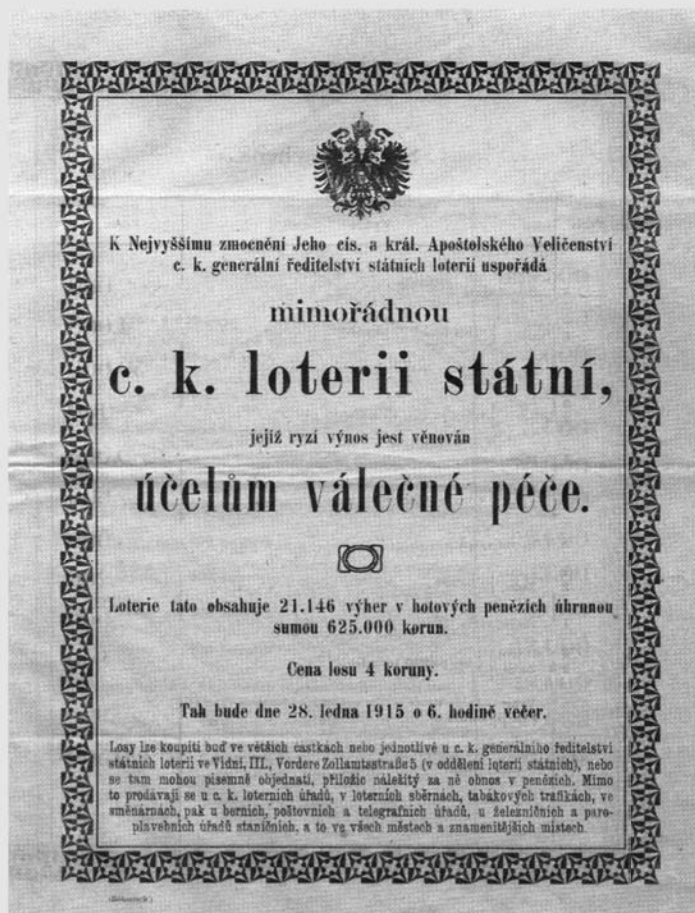 K Nejvyššímu zmocnění Jeho cís. a král. Apoštolského Veličenství
c. k. generální ředitelství státních loterií uspořádá
mimořádnou
c. k. loterii státní,
jejíž ryzí výnos jest věnován
účelům válečné péče.
Loterie tato obsahuje 21.146 výher v hotových penězích úhrnnou
sumou 625.000 korun.
Cena losu 4 koruny.
Tah bude dne 28. ledna 1915 o 6. hodině večer.
Losy lze koupiti buď ve větších částkách nebo jednotlivě u c. k. generálního ředitelství
státních loterií ve Vídni, III., Vordere Zollamtsstraße 5 (v oddělení loterií státních), nebo
se tam mohou písemně objednati, přiložíc náležitý za ně obnos v penězích. Mimo
to prodávají se u c. k. loterních úřadů, v loterních sběrnách, tabákových trafikách, ve
směnárnách, pak u berních, poštovních a telegrafních úřadů, u železničních a paro-
plavebních úřadů staničních, a to ve všech městech a znamenitějších místech.